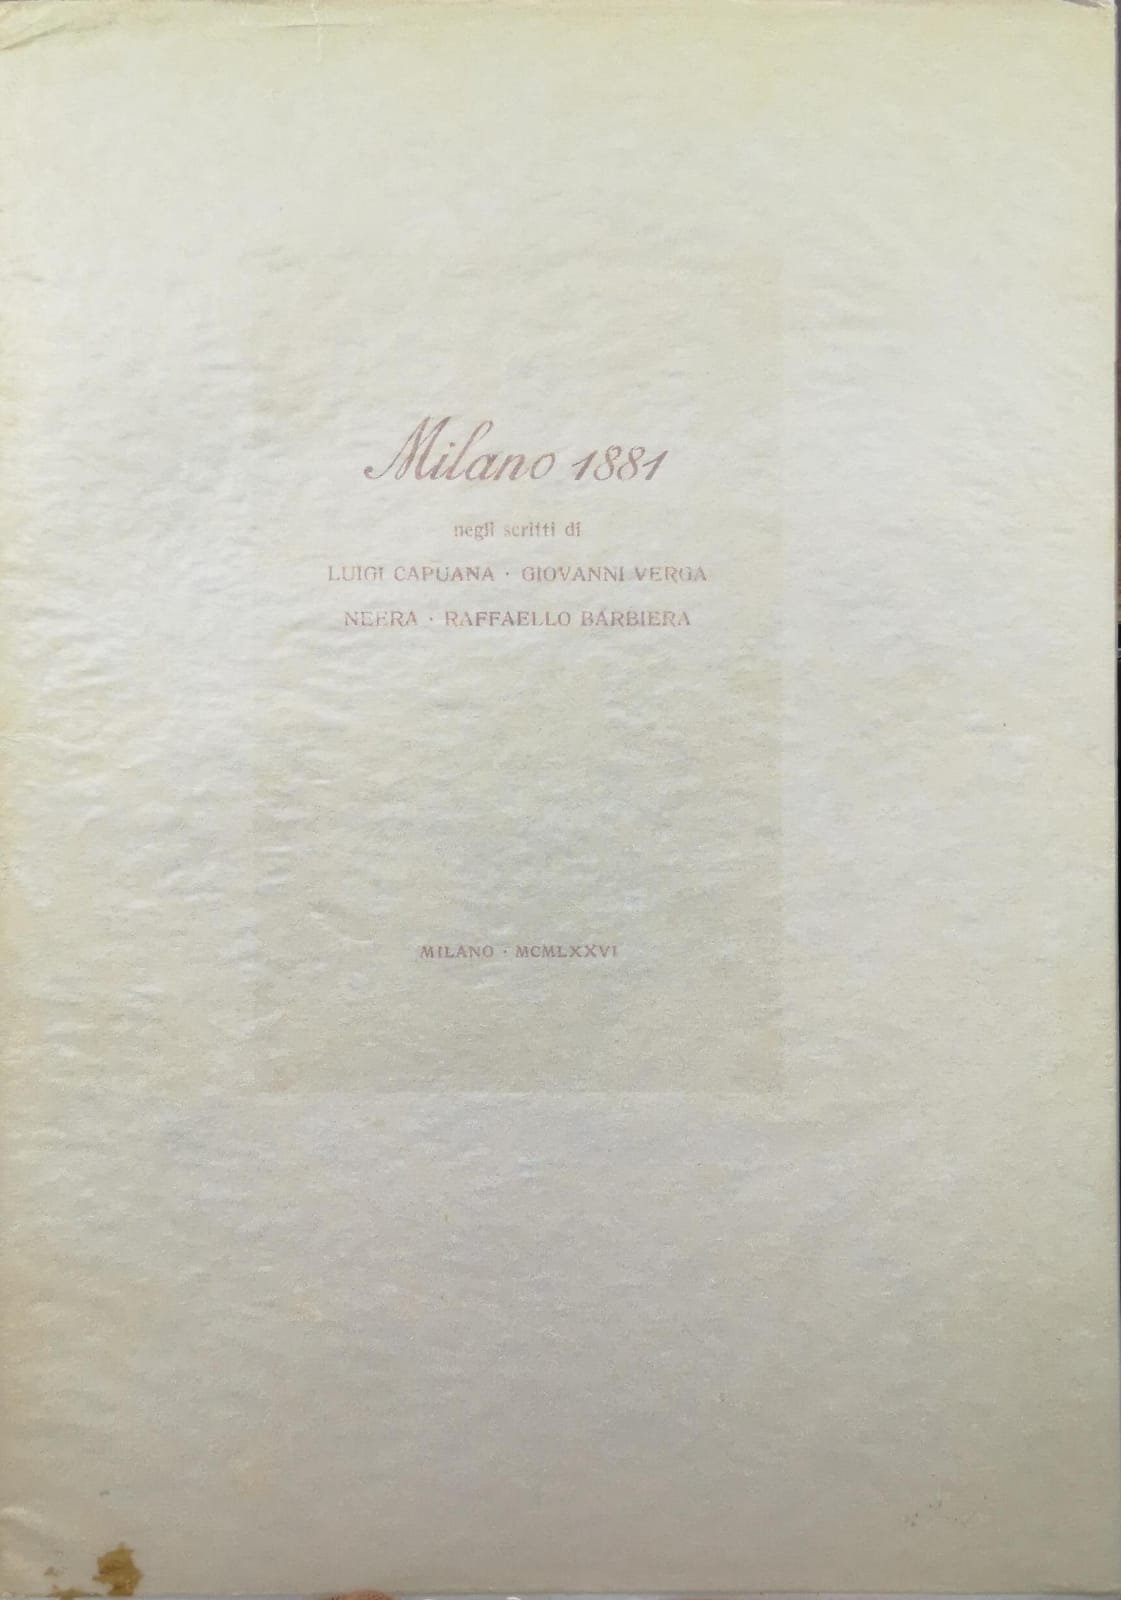 Milano 1881
negli scritti di
LUIGI CAPUANA · GIOVANNI VERGA
NEERA · RAFFAELLO BARBIERA
MILANO · MCMLXXVI